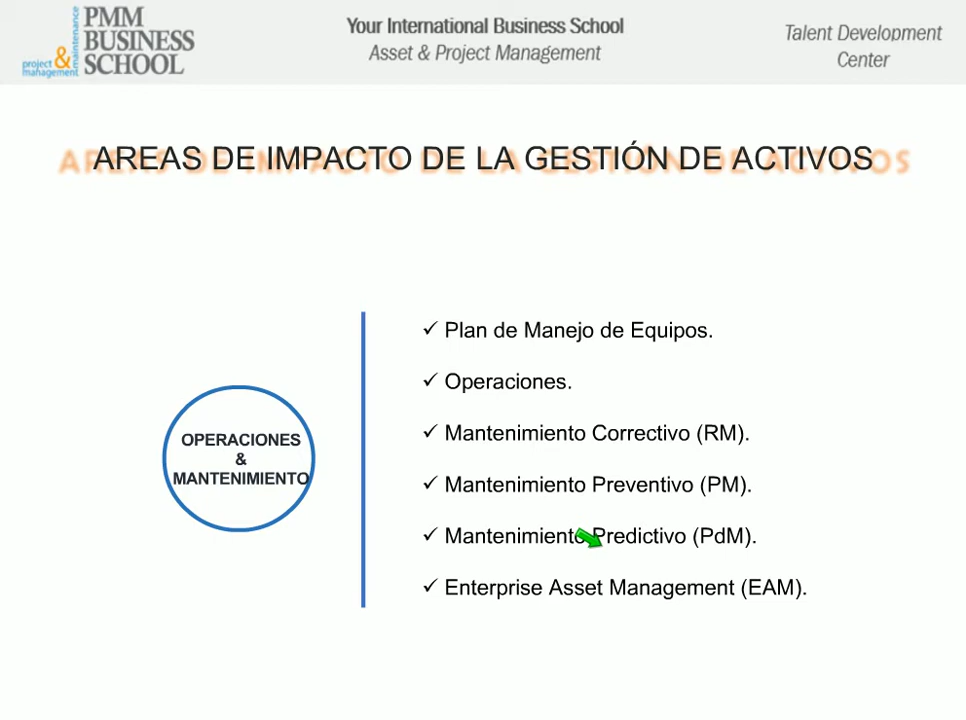 project
& maintenance
management
PMM
BUSINESS
SCHOOL
Your International Business School
Asset & Project Management
Talent Development
Center
AREAS DE IMPACTO DE LA GESTIÓN DE ACTIVOS
OPERACIONES
&
MANTENIMIENTO
✓ Plan de Manejo de Equipos.
✓ Operaciones.
✓ Mantenimiento Correctivo (RM).
✓ Mantenimiento Preventivo (PM).
✓ Mantenimiento Predictivo (PdM).
✓ Enterprise Asset Management (EAM).